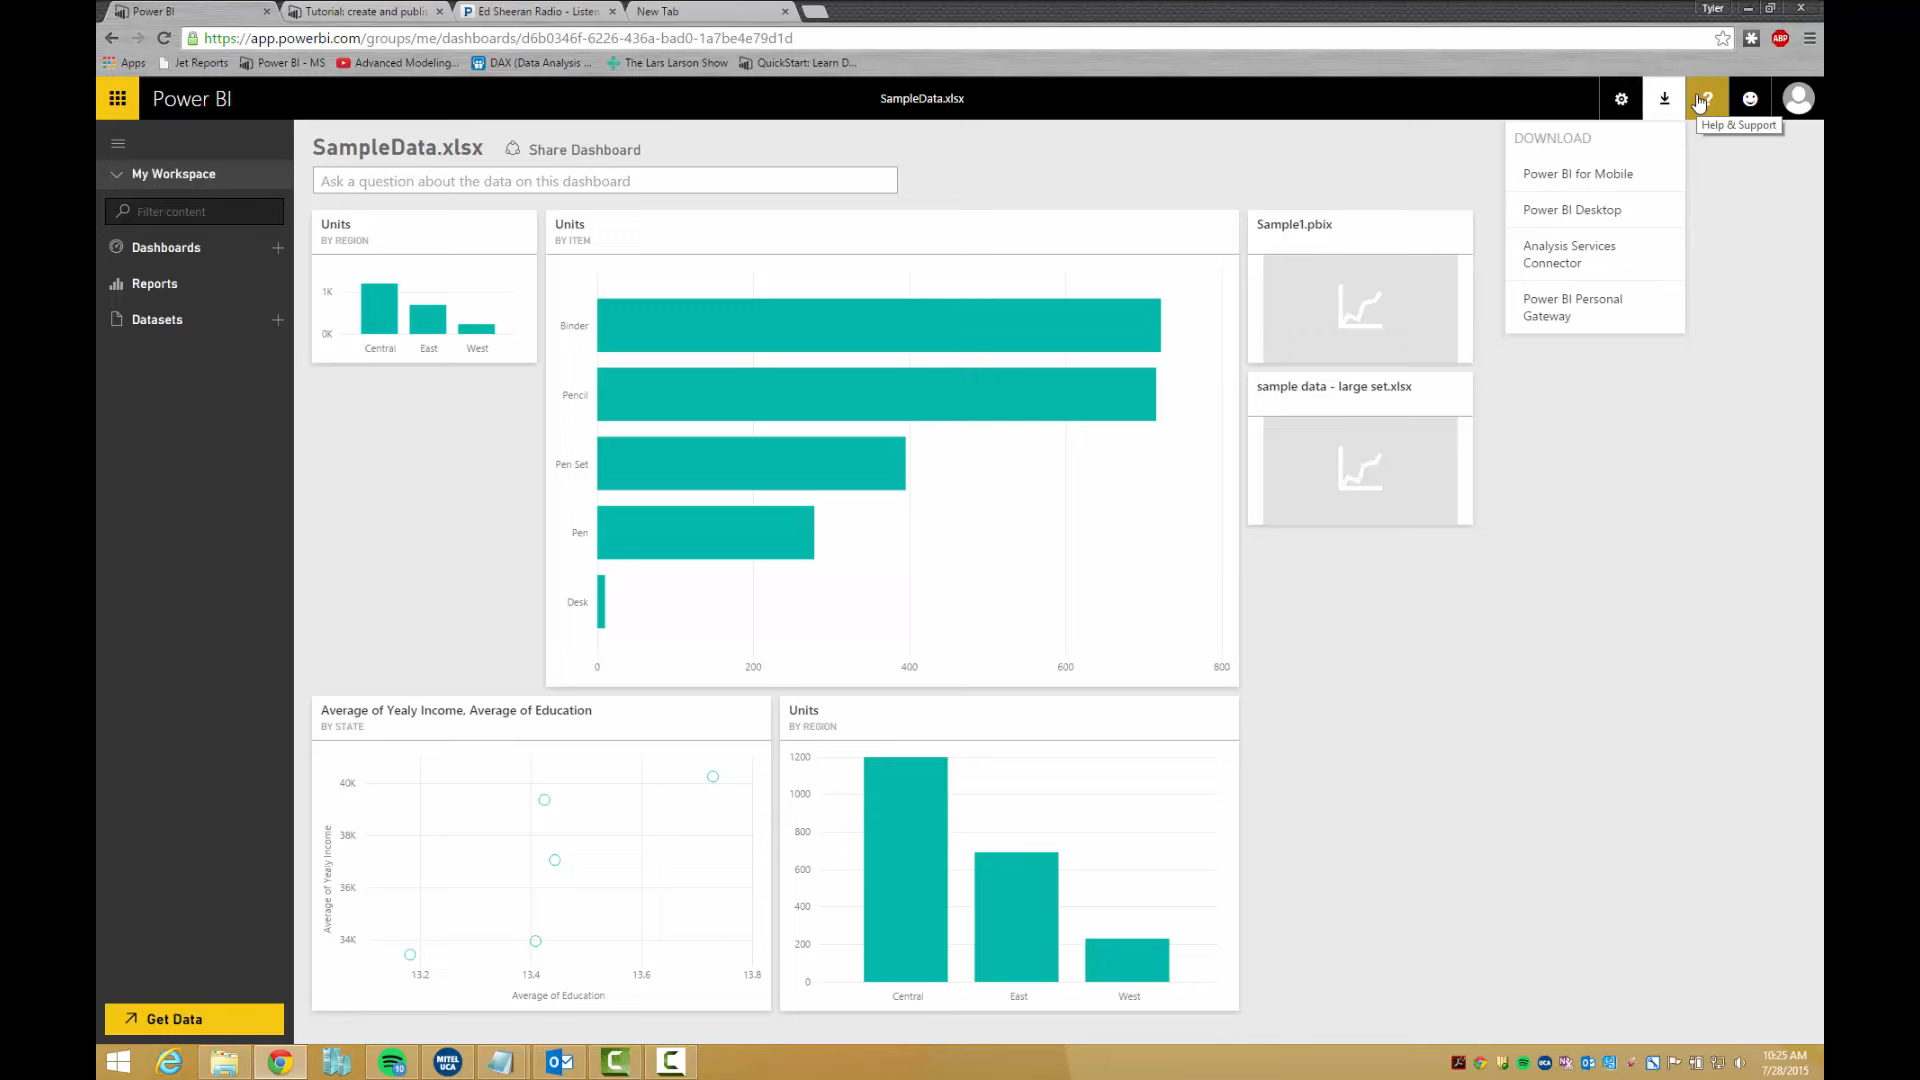 Power BI
Tutorial: create and publis
Ed Sheeran Radio - Listen
New Tab
Tyler
https://app.powerbi.com/groups/me/dashboards/d6b0346f-6226-436a-bad0-1a7be4e79d1d
ABP
Apps
Jet Reports
Power BI - MS
Advanced Modeling...
DAX (Data Analysis ...
The Lars Larson Show
QuickStart: Learn D...
Power BI
SampleData.xlsx
?
Help & Support
My Workspace
Filter content
Dashboards
Reports
Datasets
Get Data
SampleData.xlsx
Share Dashboard
Ask a question about the data on this dashboard
Units
BY REGION
1K
0K
Central East West
Units
BY ITEM
Binder
Pencil
Pen Set
Pen
Desk
0 200 400 600 800
Sample1.pbix
sample data - large set.xlsx
DOWNLOAD
Power BI for Mobile
Power BI Desktop
Analysis Services
Connector
Power BI Personal
Gateway
Average of Yealy Income, Average of Education
BY STATE
Average of Yealy Income
40K
38K
36K
34K
13.2 13.4 13.6 13.8
Average of Education
Units
BY REGION
1200
1000
800
600
400
200
0
Central East West
10
MITEL
UCA
10:25 AM
7/28/2015